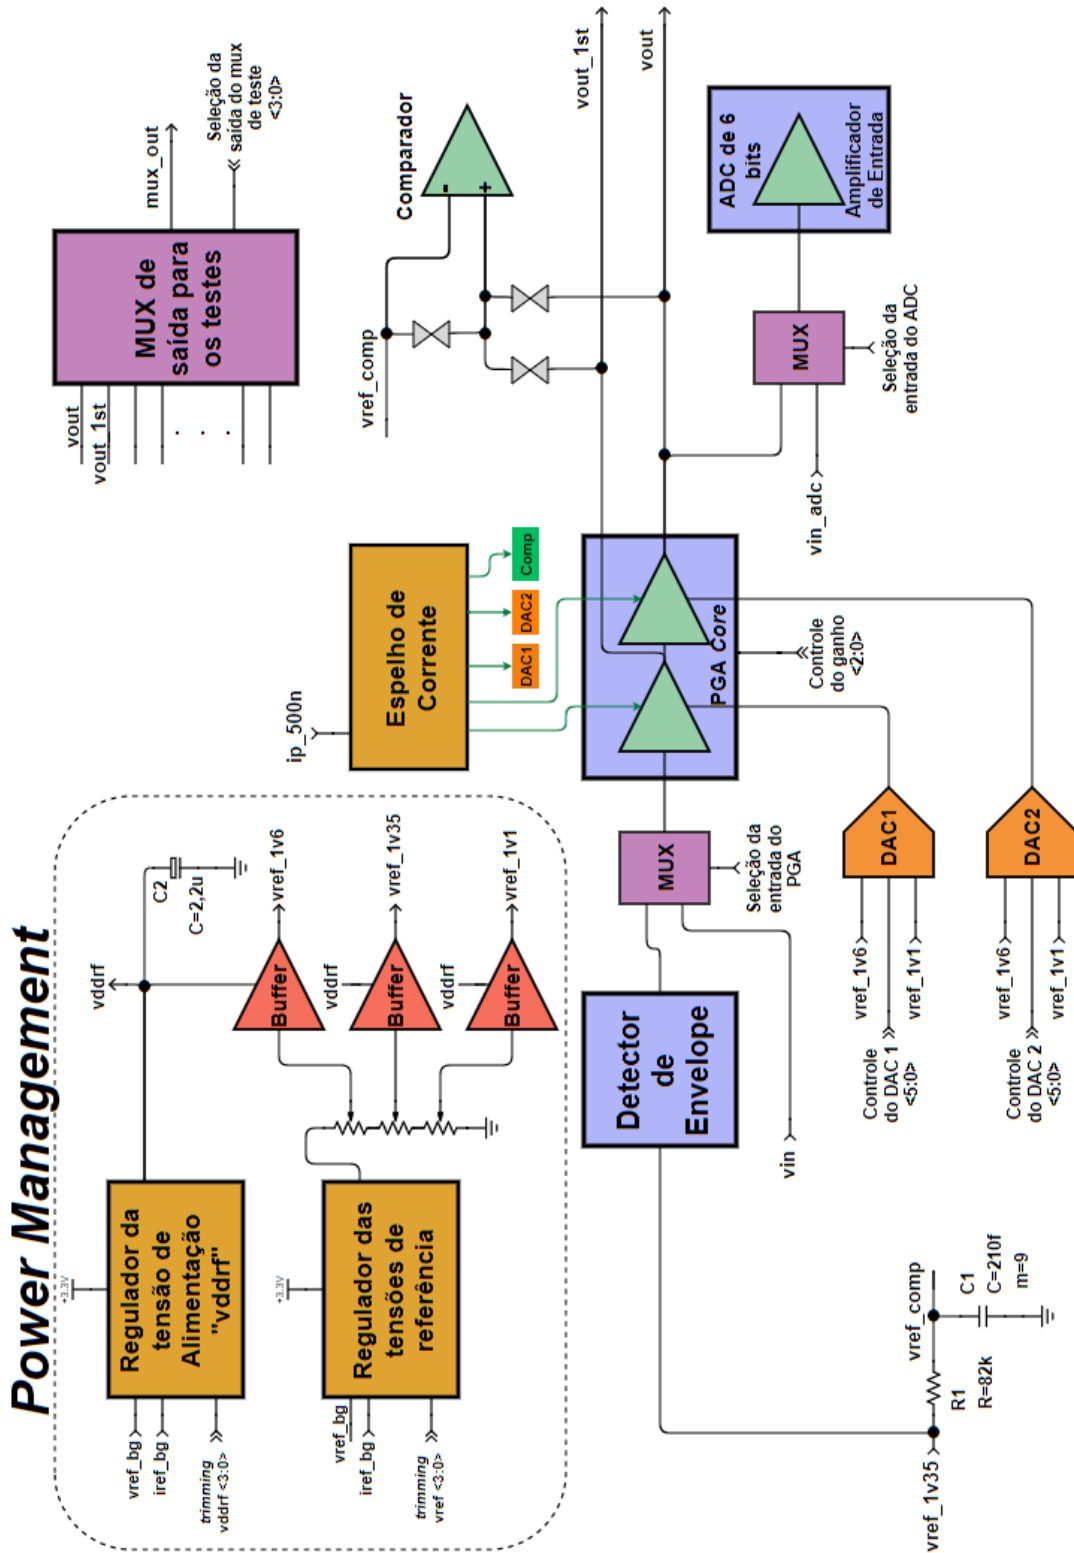 Power Management
+3.3V
Regulador da
tensão de
Alimentação
"vddrf"
vref_bg
iref_bg
trimming
vddrf <3:0>
vddrf
C2
C=2,2u
+3.3V
Regulador das
tensões de
referência
vref_bg
iref_bg
trimming
vref <3:0>
Buffer
vref_1v6
vddrf
Buffer
vref_1v35
vddrf
Buffer
vref_1v1
ip_500n
Espelho de
Corrente
DAC1
DAC2
Comp
vout
vout_1st
. . .
MUX de
saída para
os testes
mux_out
Seleção da
saída do mux
de teste
<3:0>
vref_comp
Comparador
-
+
vout_1st
vout
Detector
de
Envelope
vin
MUX
Seleção da
entrada do
PGA
PGA Core
Controle
do ganho
<2:0>
vin_adc
MUX
Seleção da
entrada do ADC
ADC de 6
bits
Amplificador
de Entrada
vref_1v6
Controle
do DAC 1
<5:0>
vref_1v1
DAC1
vref_1v6
Controle
do DAC 2
<5:0>
vref_1v1
DAC2
vref_1v35
R1
R=82k
vref_comp
C1
C=210f
m=9